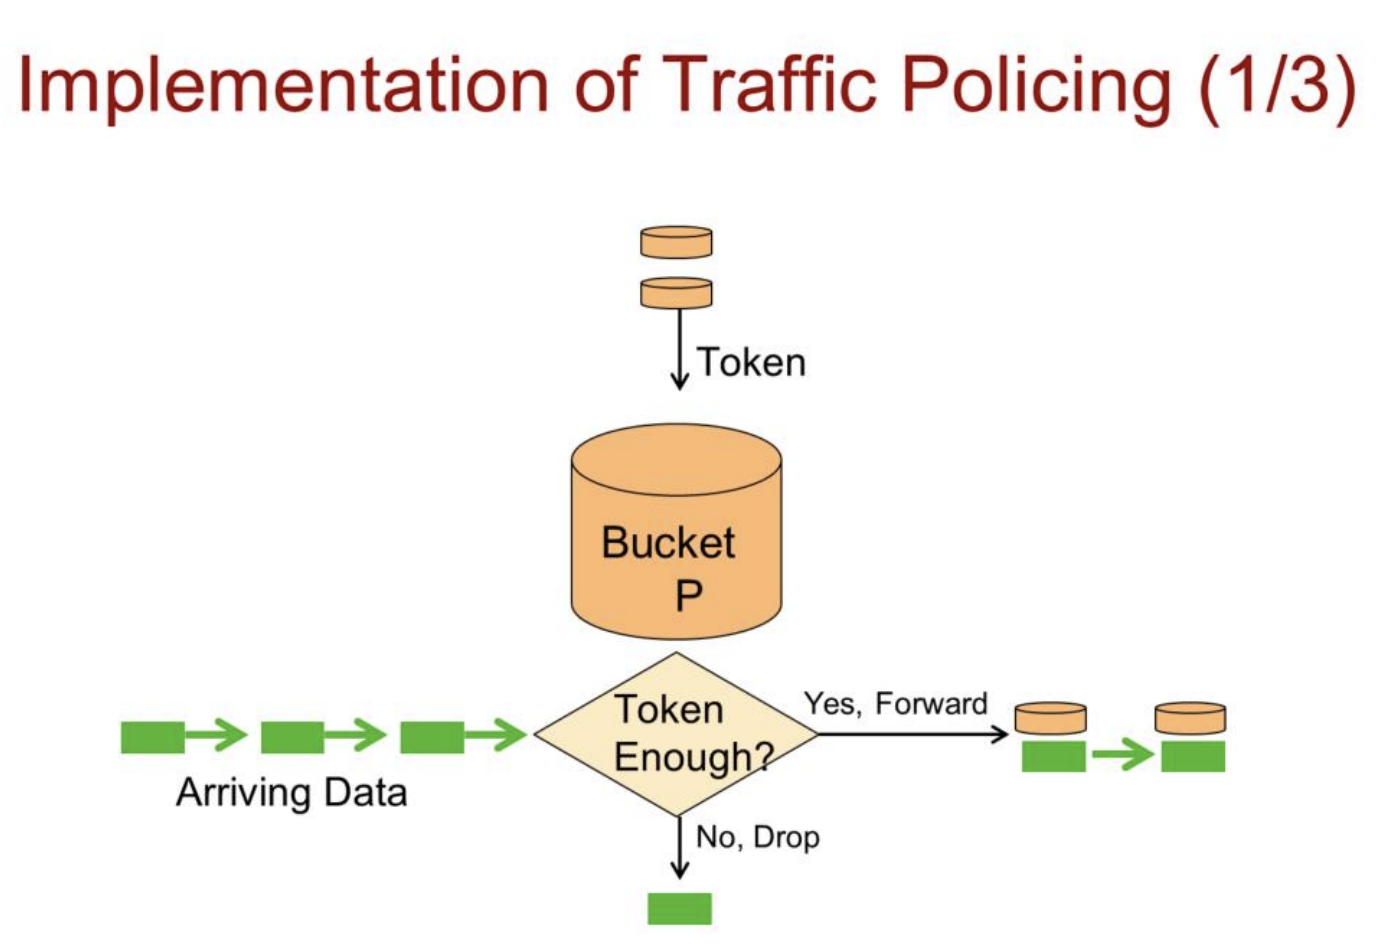 Implementation of Traffic Policing (1/3)
Token
Bucket
P
Token
Enough?
Yes, Forward
Arriving Data
No, Drop